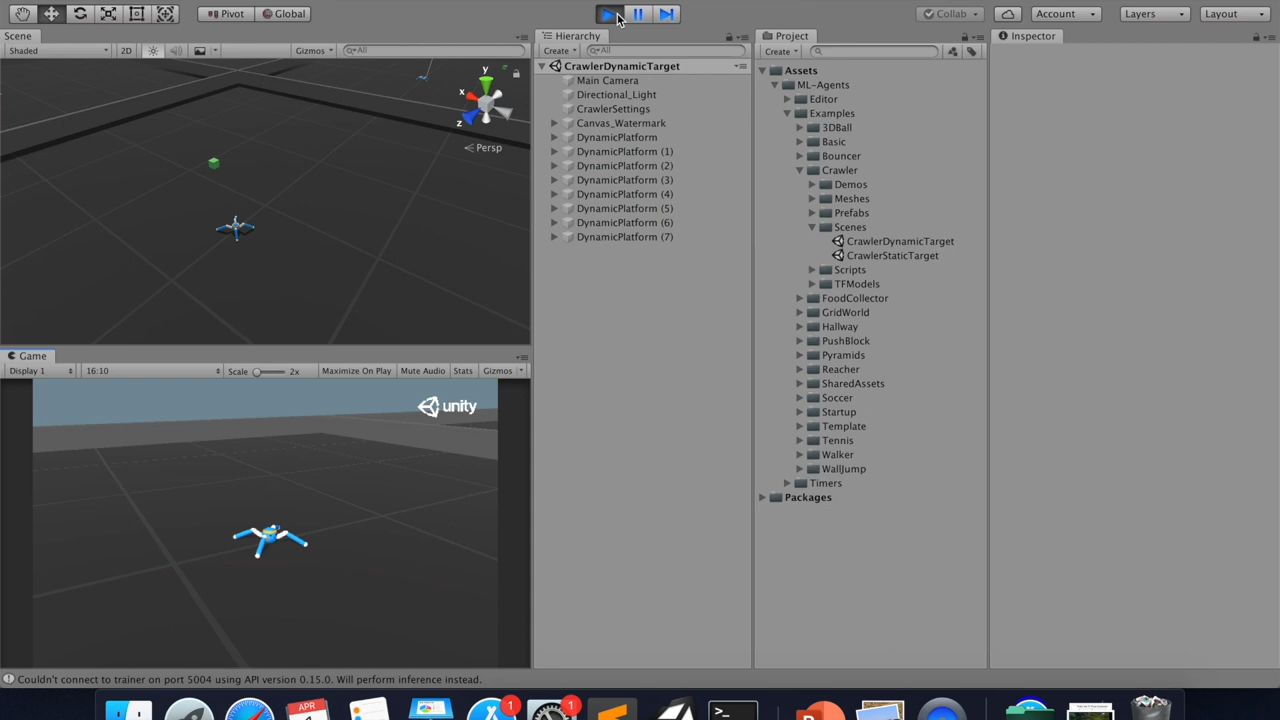 Pivot
Global
Collab
Account
Layers
Layout
Scene
Shaded
2D
Gizmos
All
y
x
z
Persp
Hierarchy
Create
All
CrawlerDynamicTarget
Main Camera
Directional_Light
CrawlerSettings
Canvas_Watermark
DynamicPlatform
DynamicPlatform (1)
DynamicPlatform (2)
DynamicPlatform (3)
DynamicPlatform (4)
DynamicPlatform (5)
DynamicPlatform (6)
DynamicPlatform (7)
Project
Create
Assets
ML-Agents
Editor
Examples
3DBall
Basic
Bouncer
Crawler
Demos
Meshes
Prefabs
Scenes
CrawlerDynamicTarget
CrawlerStaticTarget
Scripts
TFModels
FoodCollector
GridWorld
Hallway
PushBlock
Pyramids
Reacher
SharedAssets
Soccer
Startup
Template
Tennis
Walker
WallJump
Timers
Packages
Inspector
Game
Display 1
16:10
Scale 2x
Maximize On Play
Mute Audio
Stats
Gizmos
unity
Couldn't connect to trainer on port 5004 using API version 0.15.0. Will perform inference instead.
APR
1
1
>_